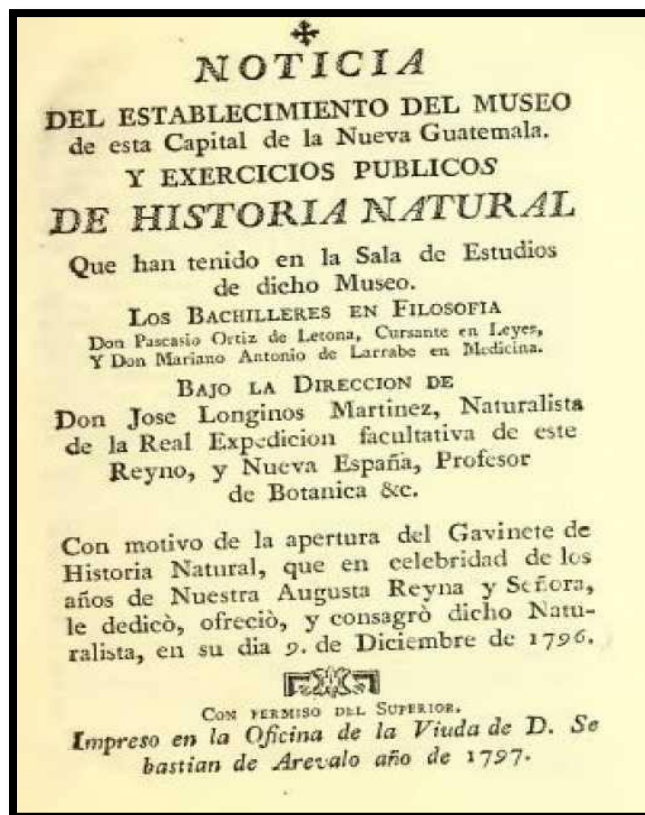 NOTICIA
DEL ESTABLECIMIENTO DEL MUSEO
de esta Capital de la Nueva Guatemala.
Y EXERCICIOS PUBLICOS
DE HISTORIA NATURAL
Que han tenido en la Sala de Estudios
de dicho Museo.
LOS BACHILLERES EN FILOSOFIA
Don Pascasio Ortiz de Letona, Cursante en Leyes,
Y Don Mariano Antonio de Larrabe en Medicina.
BAJO LA DIRECCION DE
Don Jose Longinos Martinez, Naturalista
de la Real Expedicion facultativa de este
Reyno, y Nueva España, Profesor
de Botanica &c.
Con motivo de la apertura del Gavinete de
Historia Natural, que en celebridad de los
años de Nuestra Augusta Reyna y Señora,
le dedicò, ofreciò, y consagrò dicho Natu-
ralista, en su dia 9. de Diciembre de 1796.
CON PERMISO DEL SUPERIOR.
Impreso en la Oficina de la Viuda de D. Se
bastian de Arevalo año de 1797.